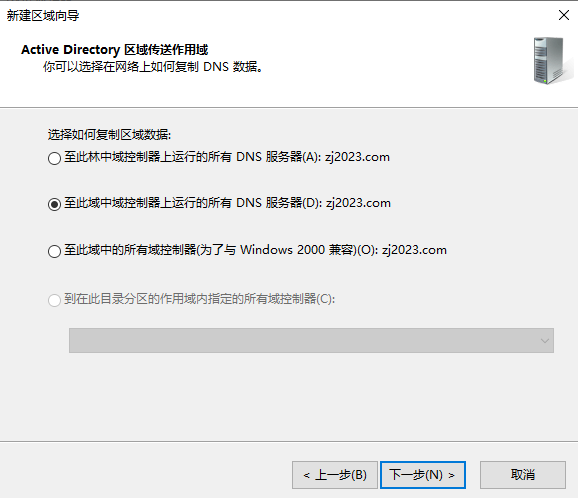 新建区域向导
Active Directory 区域传送作用域
你可以选择在网络上如何复制 DNS 数据。
选择如何复制区域数据:
至此林中域控制器上运行的所有 DNS 服务器(A): zj2023.com
至此域中域控制器上运行的所有 DNS 服务器(D): zj2023.com
至此域中的所有域控制器(为了与 Windows 2000 兼容)(O): zj2023.com
到在此目录分区的作用域内指定的所有域控制器(C):
< 上一步(B)
下一步(N) >
取消